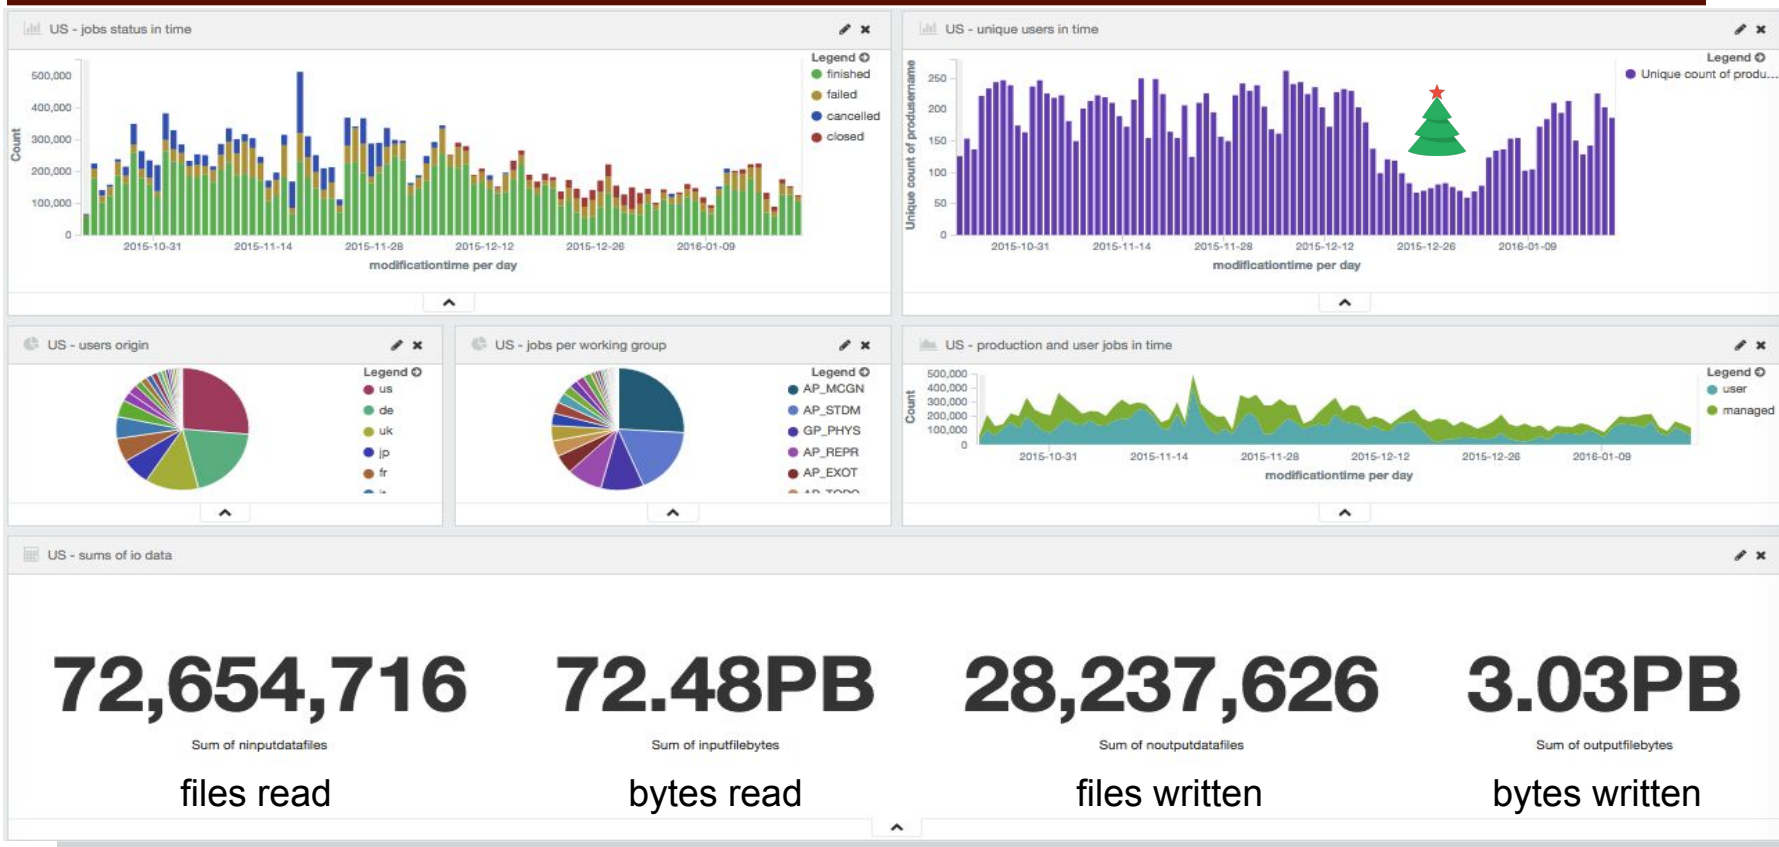 US - jobs status in time
Count
500,000
400,000
300,000
200,000
100,000
0
2015-10-31
2015-11-14
2015-11-28
2015-12-12
2015-12-26
2016-01-09
modificationtime per day
Legend
finished
failed
cancelled
closed
US - unique users in time
Unique count of produsername
250
200
150
100
50
0
2015-10-31
2015-11-14
2015-11-28
2015-12-12
2015-12-26
2016-01-09
modificationtime per day
Legend
Unique count of produ...
US - users origin
Legend
us
de
uk
jp
fr
US - jobs per working group
Legend
AP_MCGN
AP_STDM
GP_PHYS
AP_REPR
AP_EXOT
US - production and user jobs in time
Count
500,000
400,000
300,000
200,000
100,000
0
2015-10-31
2015-11-14
2015-11-28
2015-12-12
2015-12-26
2016-01-09
modificationtime per day
Legend
user
managed
US - sums of io data
72,654,716
Sum of ninputdatafiles
files read
72.48PB
Sum of inputfilebytes
bytes read
28,237,626
Sum of noutputdatafiles
files written
3.03PB
Sum of outputfilebytes
bytes written